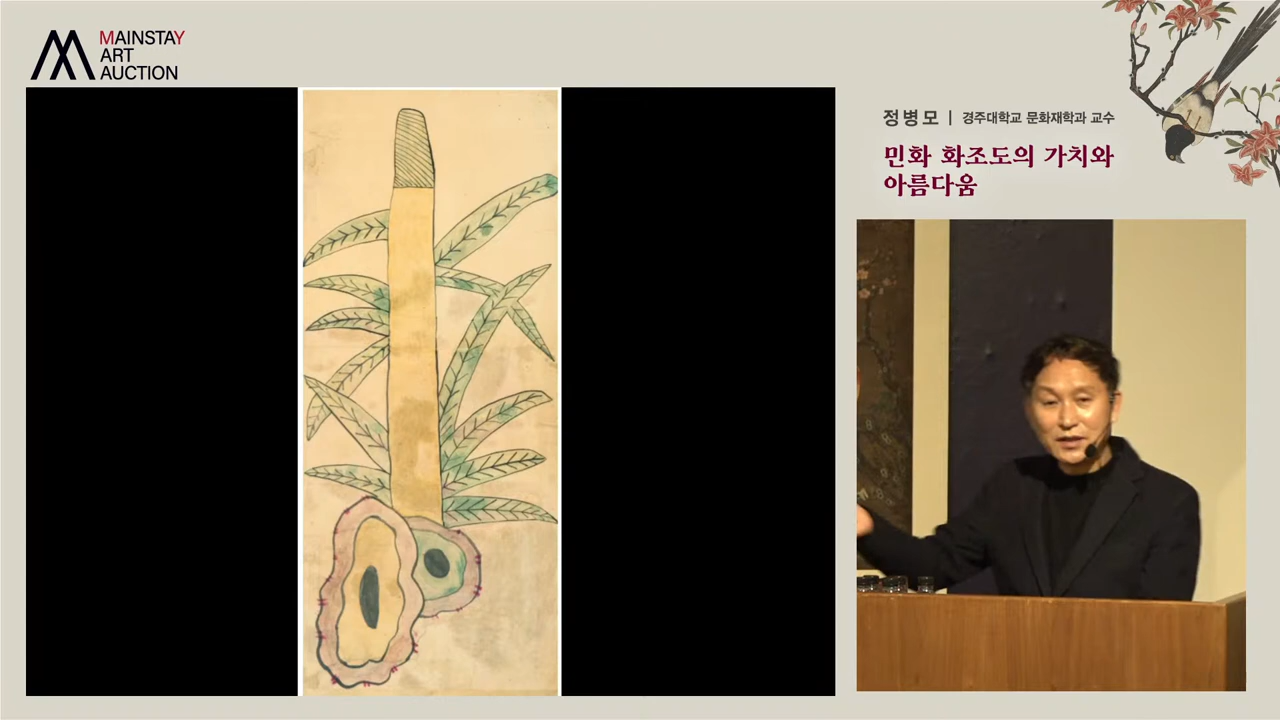 MAINSTAY
ART
AUCTION
정병모 | 경주대학교 문화재학과 교수
민화 화조도의 가치와
아름다움